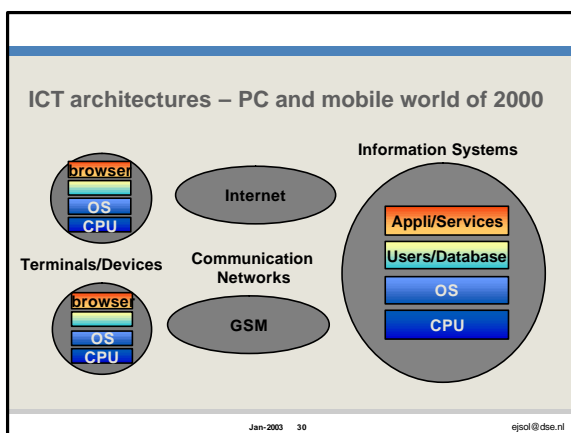 ICT architectures – PC and mobile world of 2000
Information Systems
browser
OS
CPU
Internet
Appli/Services
Users/Database
OS
CPU
Terminals/Devices
Communication
Networks
browser
OS
CPU
GSM
Jan-2003 30
ejsol@dse.nl